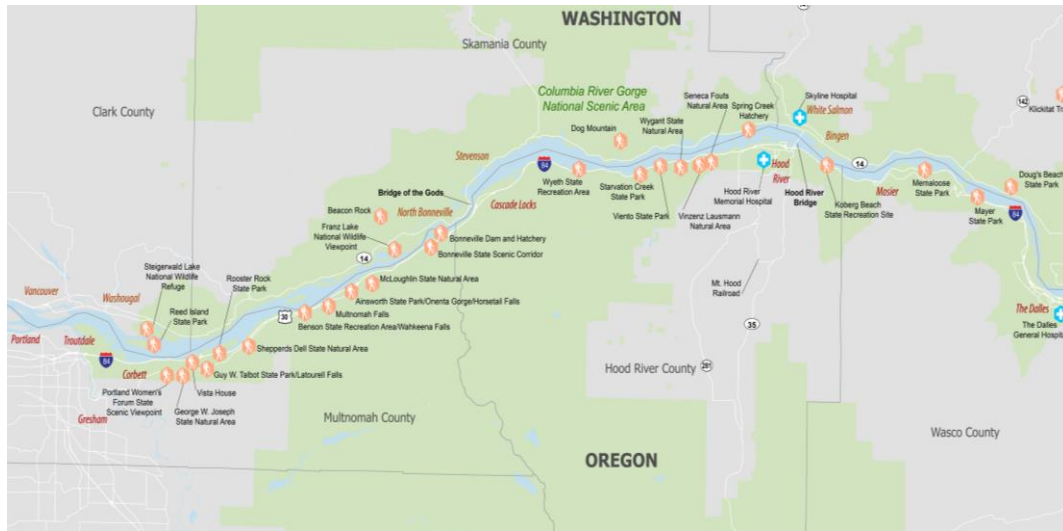 WASHINGTON
Skamania County
Clark County
Columbia River Gorge
National Scenic Area
Dog Mountain
Wygant State
Natural Area
Seneca Fouts
Natural Area
Spring Creek
Hatchery
Skyline Hospital
White Salmon
Bingen
142
Klickitat Tr
Stevenson
84
14
Wyeth State
Recreation Area
Starvation Creek
State Park
Viento State Park
Vinzenz Lausmann
Natural Area
Hood River
Memorial Hospital
Hood
River
Hood River
Bridge
Koberg Beach
State Recreation Site
Mosier
Memaloose
State Park
Mayer
State Park
Doug's Beach
State Park
84
Bridge of the Gods
Cascade Locks
Beacon Rock
North Bonneville
Franz Lake
National Wildlife
Viewpoint
14
Bonneville Dam and Hatchery
Bonneville State Scenic Corridor
McLoughlin State Natural Area
Ainsworth State Park/Onenta Gorge/Horsetail Falls
Multnomah Falls
Benson State Recreation Area/Wahkeena Falls
30
Steigerwald Lake
National Wildlife
Refuge
Rooster Rock
State Park
Reed Island
State Park
Vancouver
Washougal
Portland
Troutdale
84
Corbett
Shepperds Dell State Natural Area
Guy W. Talbot State Park/Latourell Falls
Vista House
Portland Women's
Forum State
Scenic Viewpoint
George W. Joseph
State Natural Area
Gresham
Multnomah County
Mt. Hood
Railroad
35
281
Hood River County
The Dalles
The Dalles
General Hospit
Wasco County
OREGON